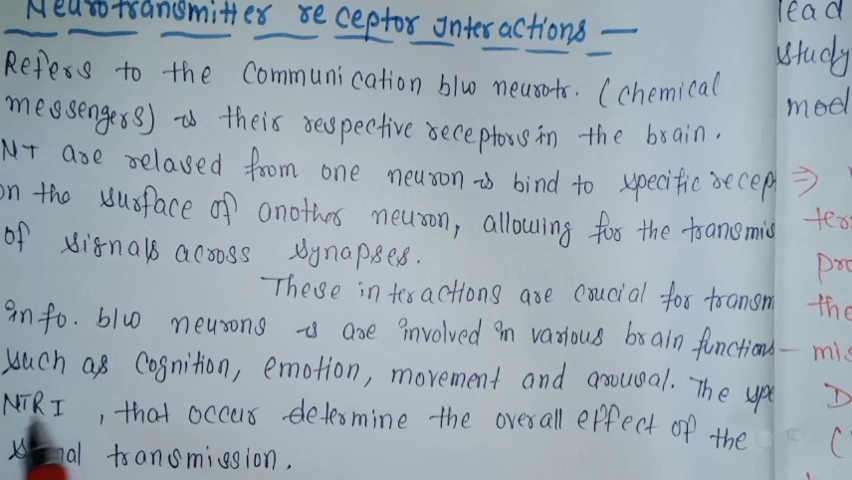 Neurotransmitter receptor Interactions —
Refers to the communication b/w neurotr. (chemical
messengers) & their respective receptors in the brain.
NT are relased from one neuron & bind to specific recep
on the surface of another neuron, allowing for the transmis
of signals across synapses.
These interactions are crucial for transm
info. b/w neurons & are involved in various brain functions
such as cognition, emotion, movement and arousal. The spe
NTRI, that occur determine the overall effect of the
transmission.
lead
study
mod
⇒
ter
pro
the
- mis
D
(